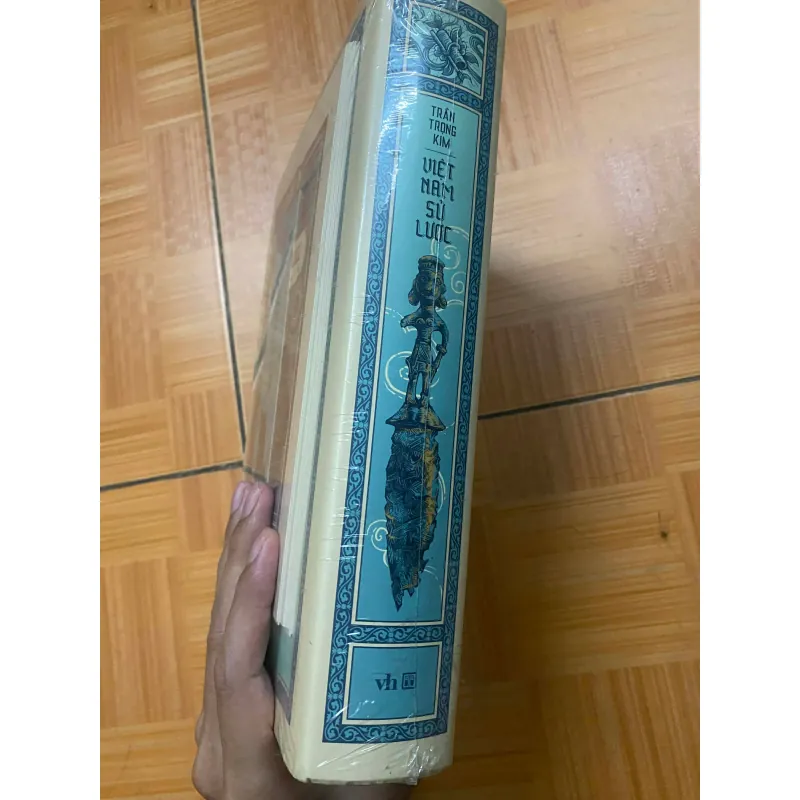 TRẦN
TRỌNG
KIM
VIỆT
NAM
SỬ
LƯỢC
vh